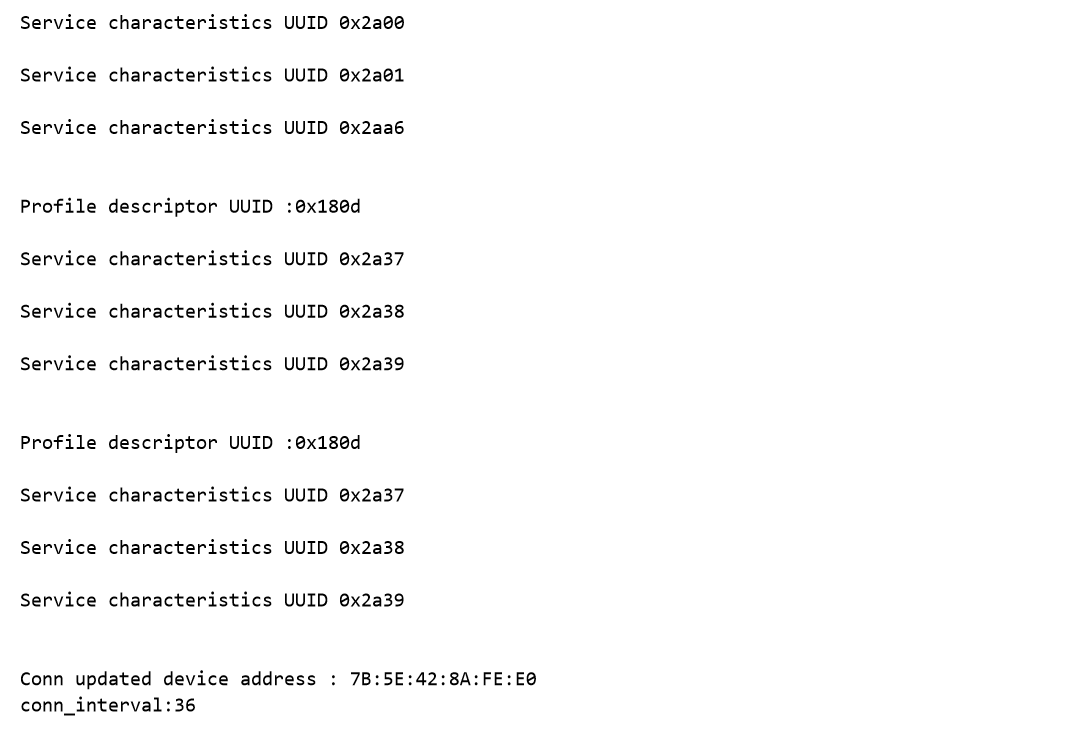 Service characteristics UUID 0x2a00
Service characteristics UUID 0x2a01
Service characteristics UUID 0x2aa6
Profile descriptor UUID :0x180d
Service characteristics UUID 0x2a37
Service characteristics UUID 0x2a38
Service characteristics UUID 0x2a39
Profile descriptor UUID :0x180d
Service characteristics UUID 0x2a37
Service characteristics UUID 0x2a38
Service characteristics UUID 0x2a39
Conn updated device address : 7B:5E:42:8A:FE:E0
conn_interval:36